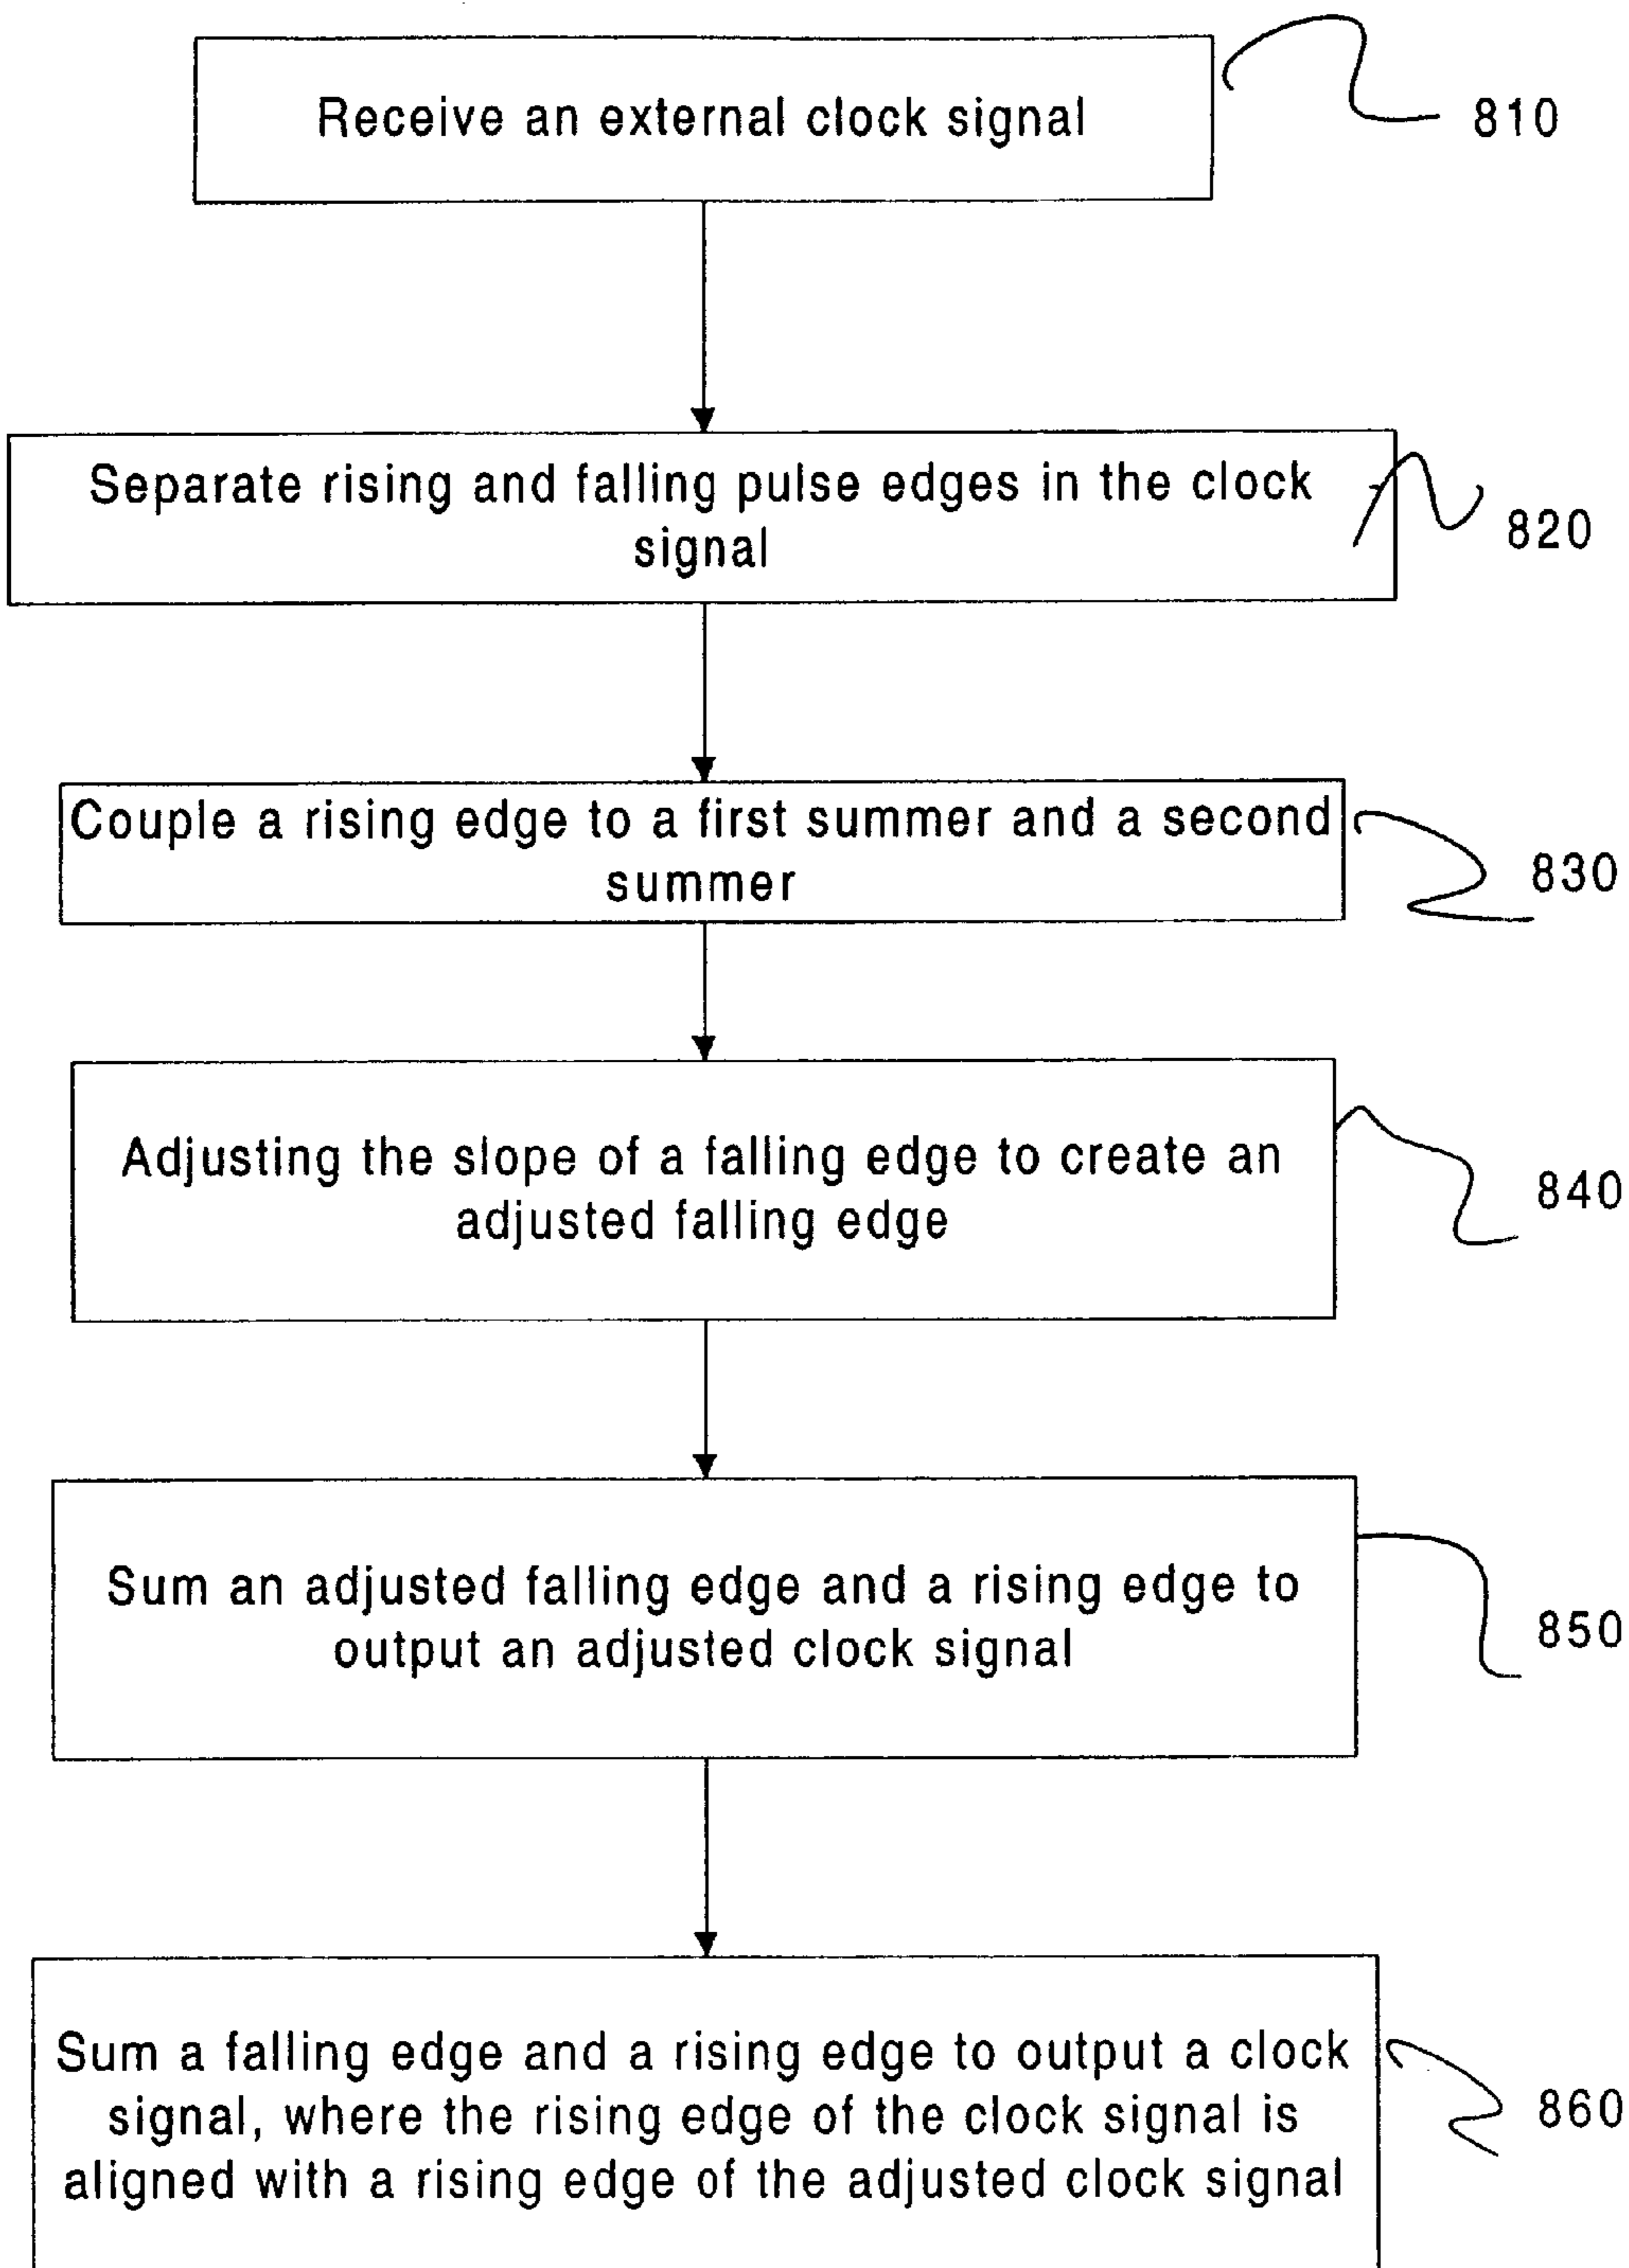 Receive an external clock signal
810
Separate rising and falling pulse edges in the clock
signal
820
Couple a rising edge to a first summer and a second
summer
830
Adjusting the slope of a falling edge to create an
adjusted falling edge
840
Sum an adjusted falling edge and a rising edge to
output an adjusted clock signal
850
Sum a falling edge and a rising edge to output a clock
signal, where the rising edge of the clock signal is
aligned with a rising edge of the adjusted clock signal
860